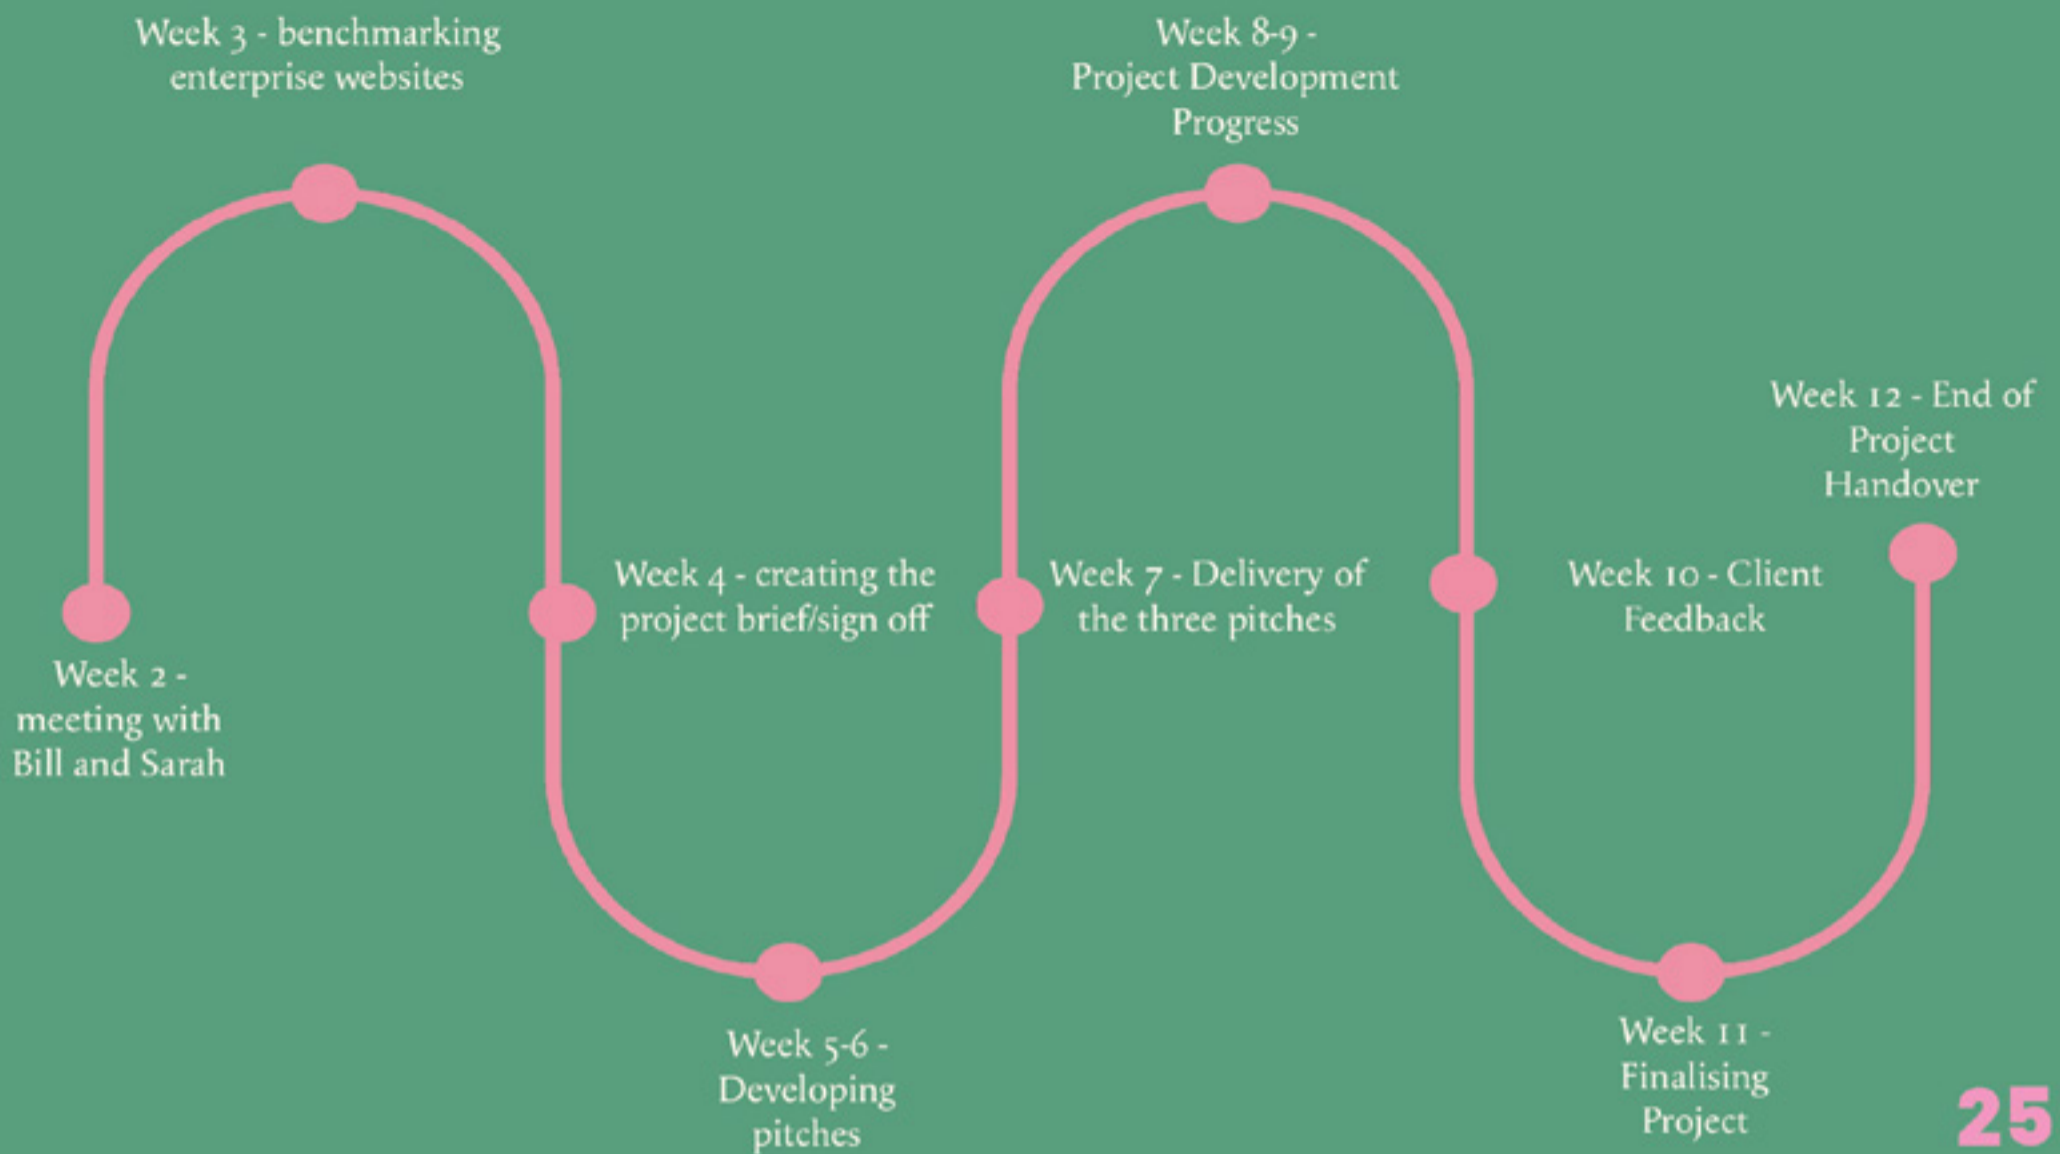 Week 3 - benchmarking
enterprise websites
Week 8-9 -
Project Development
Progress
Week 12 - End of
Project
Handover
Week 4 - creating the
project brief/sign off
Week 7 - Delivery of
the three pitches
Week 10 - Client
Feedback
Week 2 -
meeting with
Bill and Sarah
Week 5-6 -
Developing
pitches
Week 11 -
Finalising
Project
25